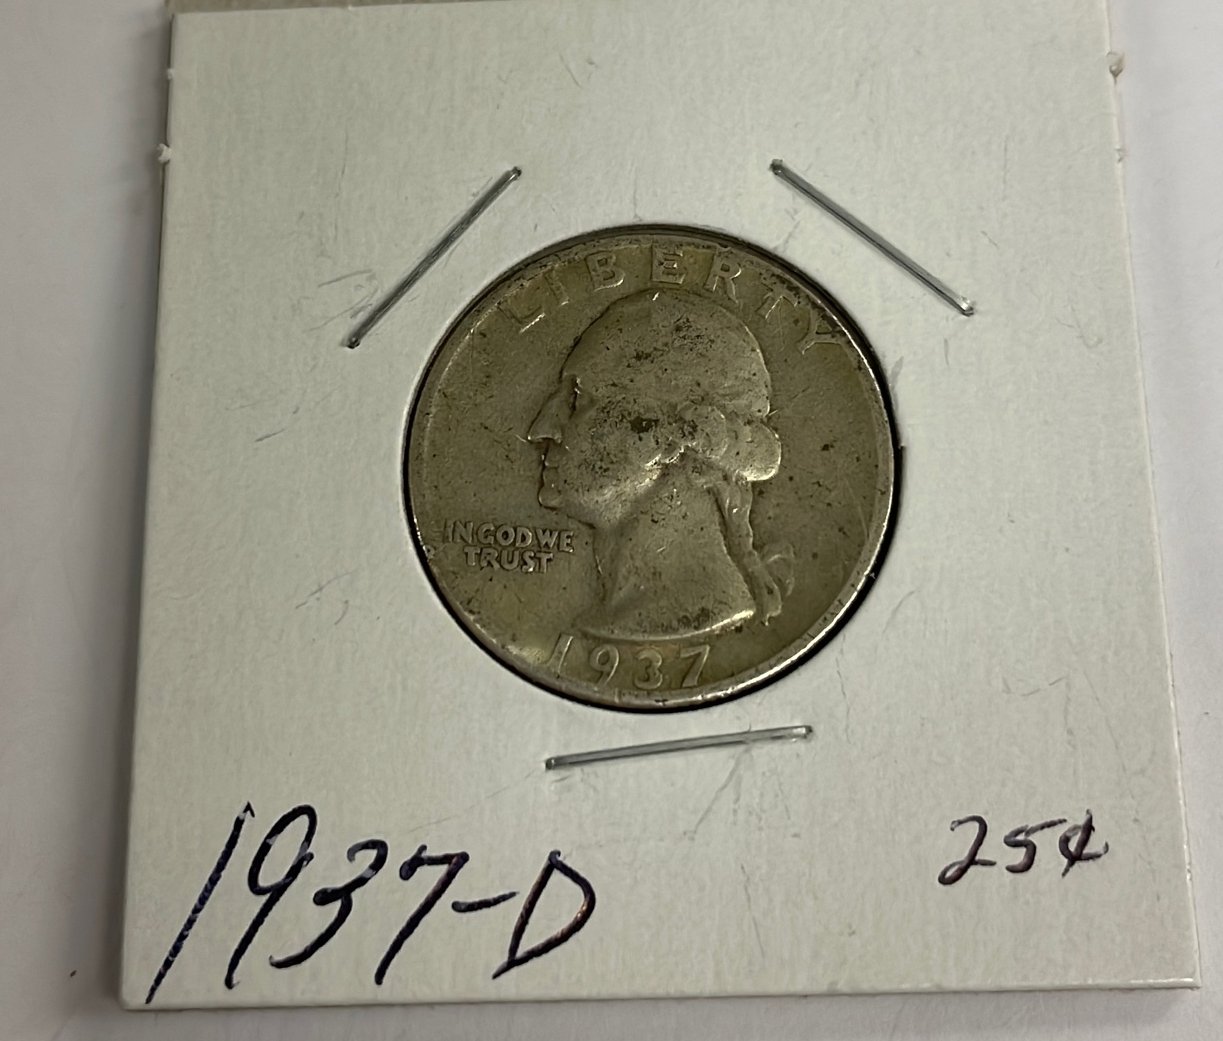 LIBERTY
IN GOD WE
TRUST
1937
1937-D
25¢